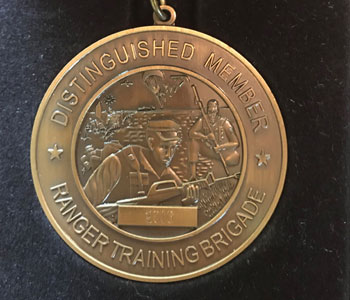 DISTINGUISHED MEMBER
RANGER TRAINING BRIGADE